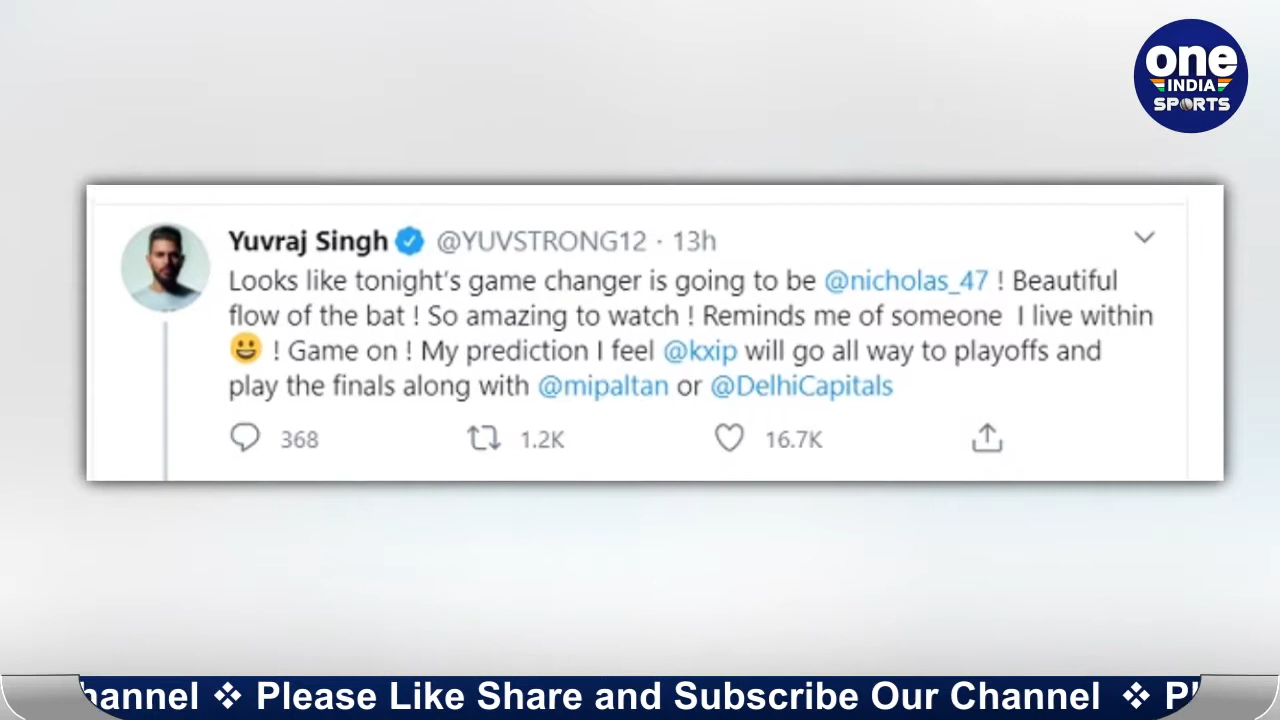 one
INDIA
SPORTS
Yuvraj Singh @YUVSTRONG12 · 13h
Looks like tonight's game changer is going to be @nicholas_47 ! Beautiful
flow of the bat ! So amazing to watch ! Reminds me of someone I live within
😃 ! Game on ! My prediction I feel @kxip will go all way to playoffs and
play the finals along with @mipaltan or @DelhiCapitals
368 1.2K 16.7K
hannel ❖ Please Like Share and Subscribe Our Channel ❖ Pl